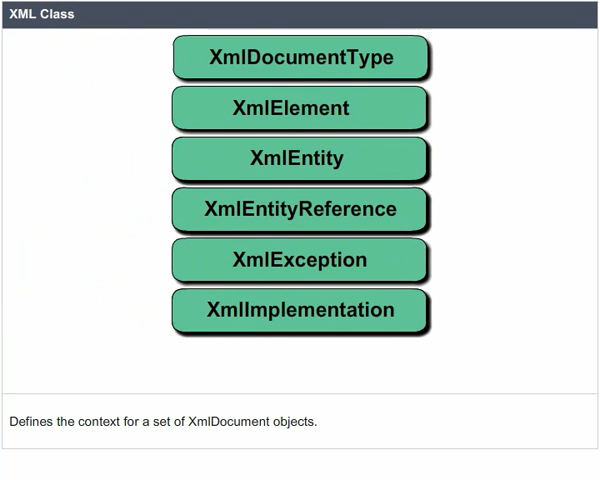 XML Class
XmlDocumentType
XmlElement
XmlEntity
XmlEntityReference
XmlException
XmlImplementation
Defines the context for a set of XmlDocument objects.